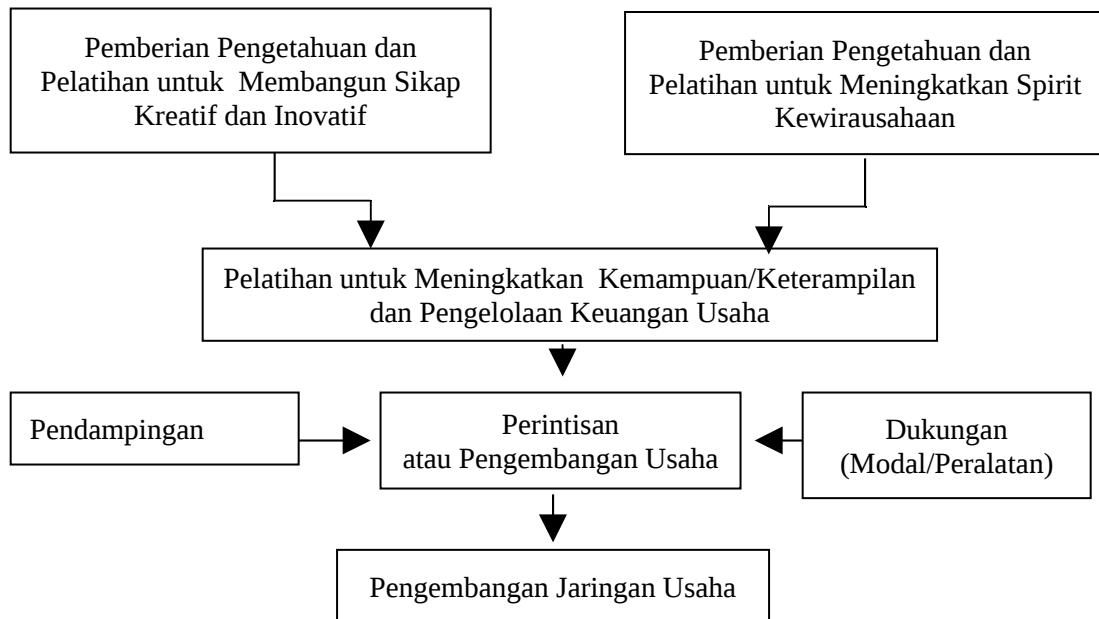 Pemberian Pengetahuan dan
Pelatihan untuk  Membangun Sikap
Kreatif dan Inovatif
Pemberian Pengetahuan dan
Pelatihan untuk Meningkatkan Spirit
Kewirausahaan
Pelatihan untuk Meningkatkan  Kemampuan/Keterampilan
dan Pengelolaan Keuangan Usaha
Pendampingan
Perintisan
atau Pengembangan Usaha
Dukungan
(Modal/Peralatan)
Pengembangan Jaringan Usaha